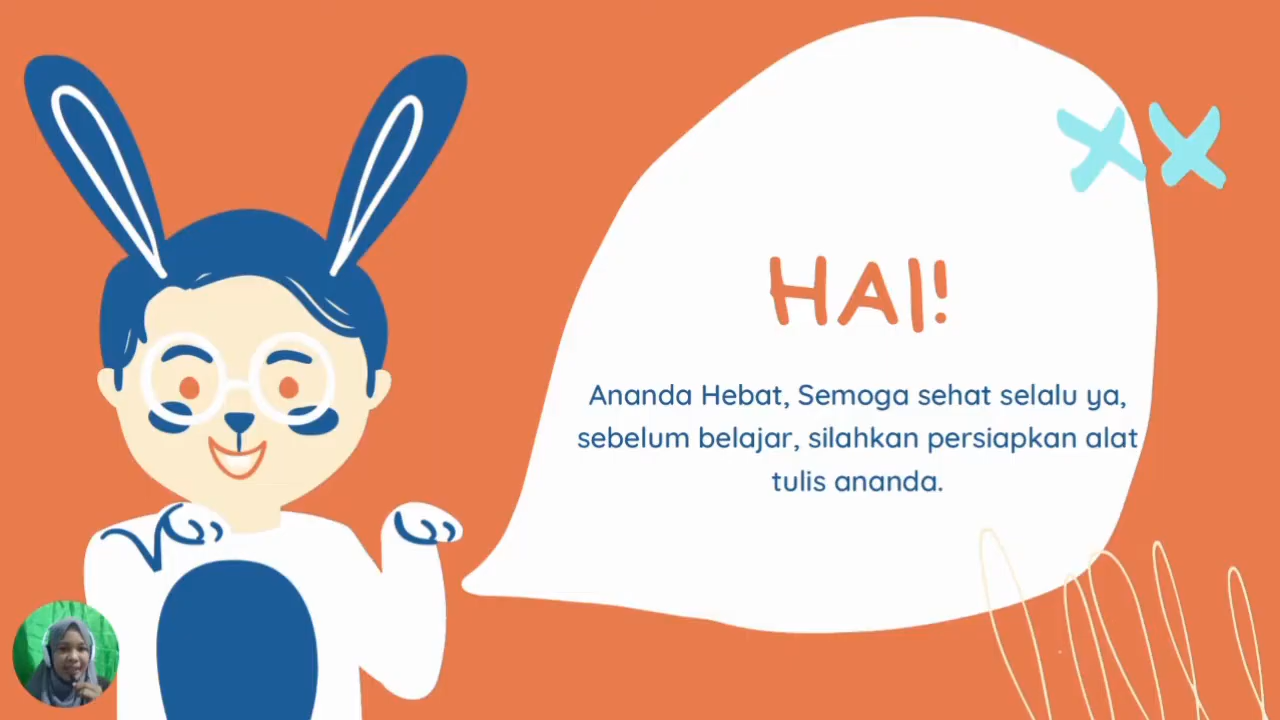 HAI!
Ananda Hebat, Semoga sehat selalu ya,
sebelum belajar, silahkan persiapkan alat
tulis ananda.